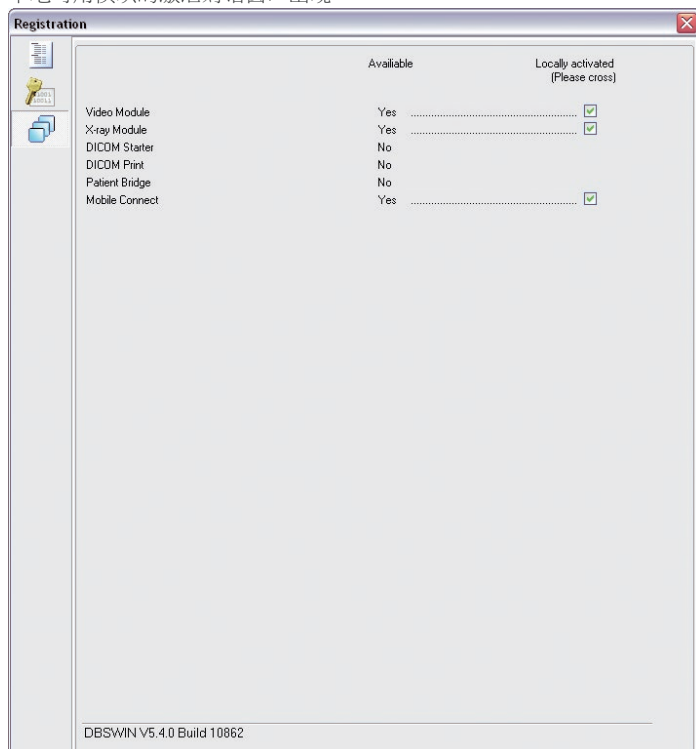 Registration
Availiable Locally activated
(Please cross)
Video Module Yes
X-ray Module Yes
DICOM Starter No
DICOM Print No
Patient Bridge No
Mobile Connect Yes
DBSWIN V5.4.0 Build 10862